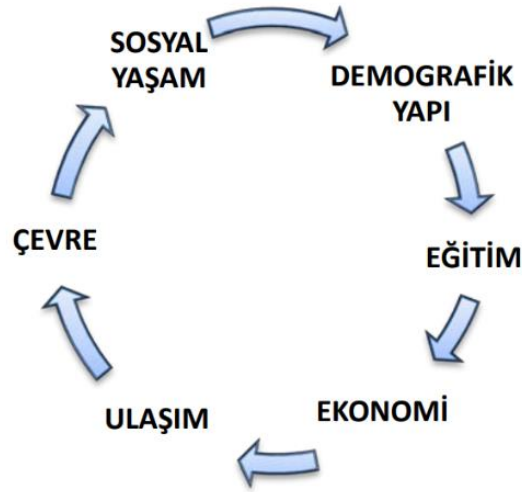 SOSYAL
YAŞAM
DEMOGRAFİK
YAPI
EĞİTİM
EKONOMİ
ULAŞIM
ÇEVRE